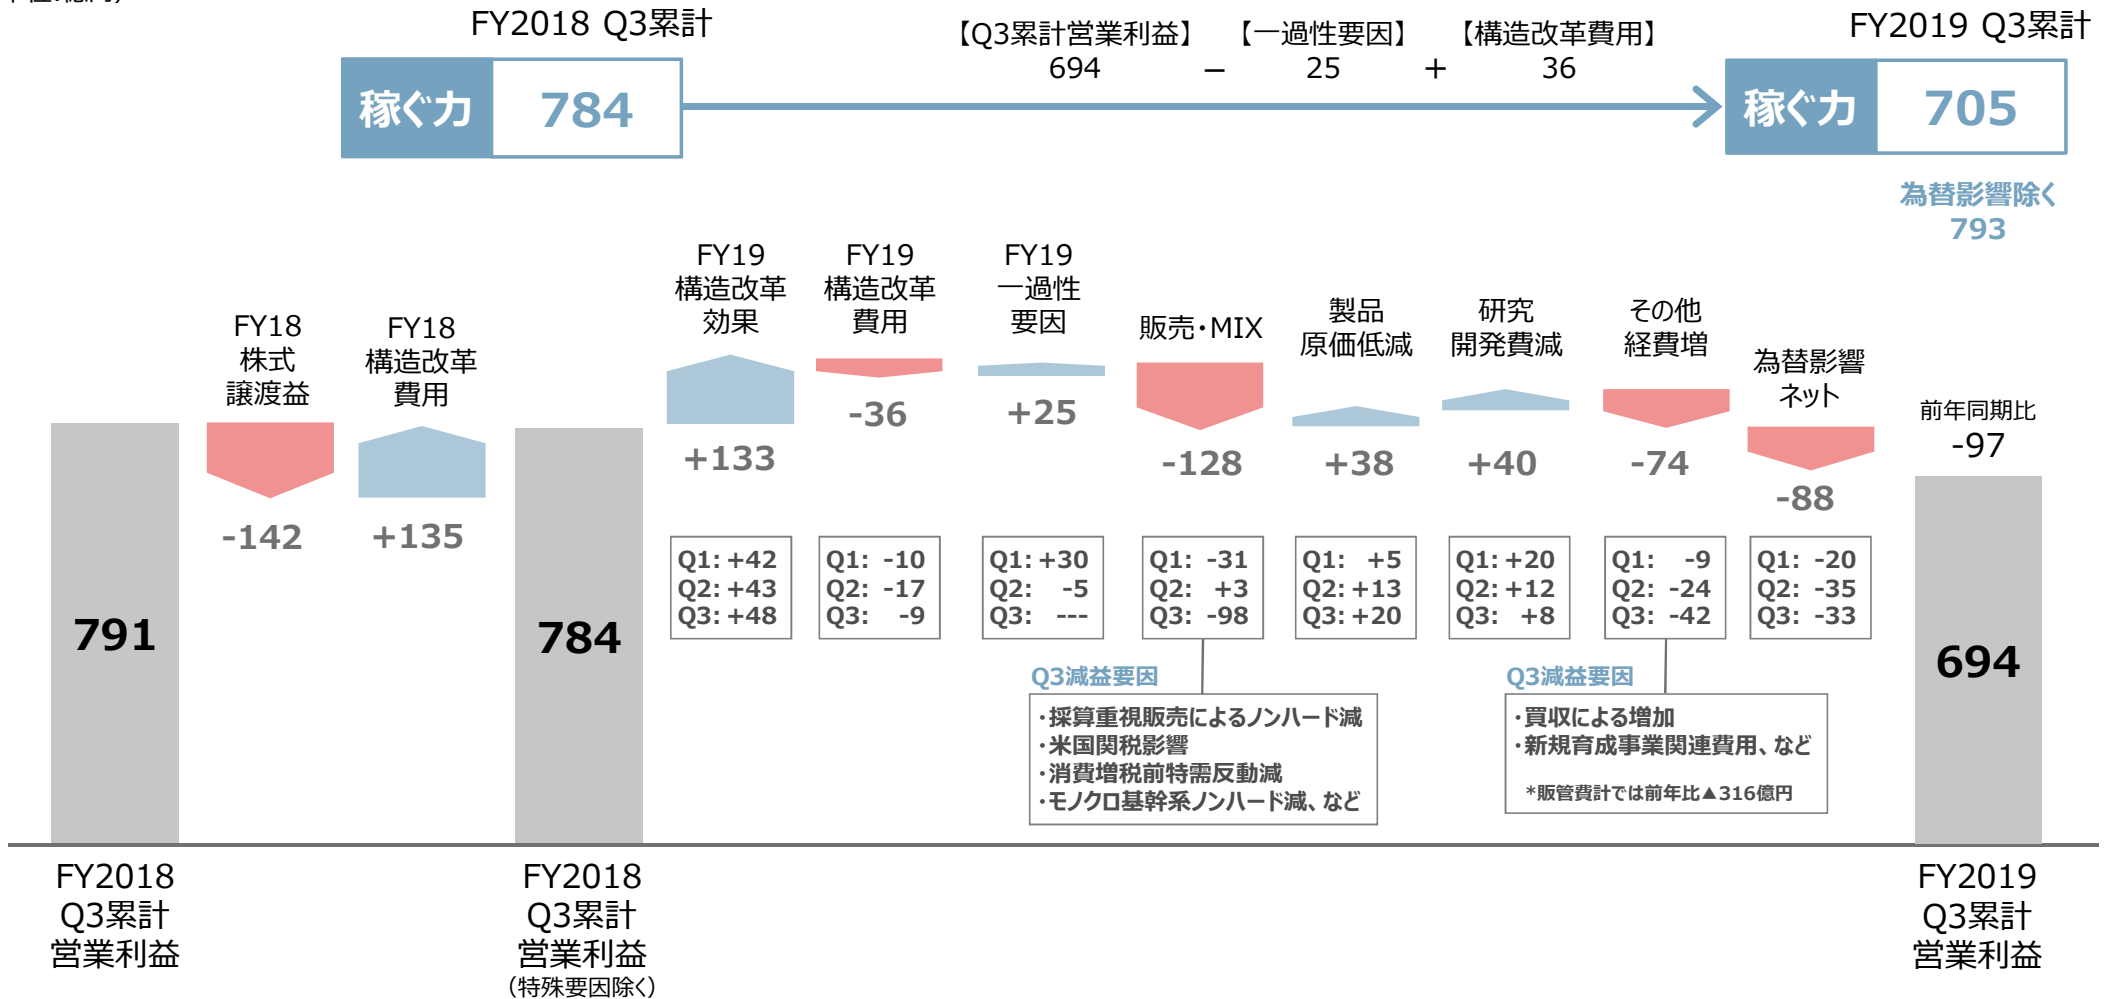 FY2018 Q3累計
【Q3累計営業利益】 【一過性要因】 【構造改革費用】
694 － 25 ＋ 36
FY2019 Q3累計
稼ぐ力 784
稼ぐ力 705
為替影響除く
793
FY18
株式
譲渡益
-142
FY18
構造改革
費用
+135
FY19
構造改革
効果
+133
FY19
構造改革
費用
-36
FY19
一過性
要因
+25
販売・MIX
-128
製品
原価低減
+38
研究
開発費減
+40
その他
経費増
-74
為替影響
ネット
-88
前年同期比
-97
Q1: +42
Q2: +43
Q3: +48
Q1: -10
Q2: -17
Q3: -9
Q1: +30
Q2: -5
Q3: ---
Q1: -31
Q2: +3
Q3: -98
Q1: +5
Q2: +13
Q3: +20
Q1: +20
Q2: +12
Q3: +8
Q1: -9
Q2: -24
Q3: -42
Q1: -20
Q2: -35
Q3: -33
791
784
694
Q3減益要因
・採算重視販売によるノンハード減
・米国関税影響
・消費増税前特需反動減
・モノクロ基幹系ノンハード減、など
Q3減益要因
・買収による増加
・新規育成事業関連費用、など
*販管費計では前年比▲316億円
FY2018
Q3累計
営業利益
FY2018
Q3累計
営業利益
（特殊要因除く）
FY2019
Q3累計
営業利益